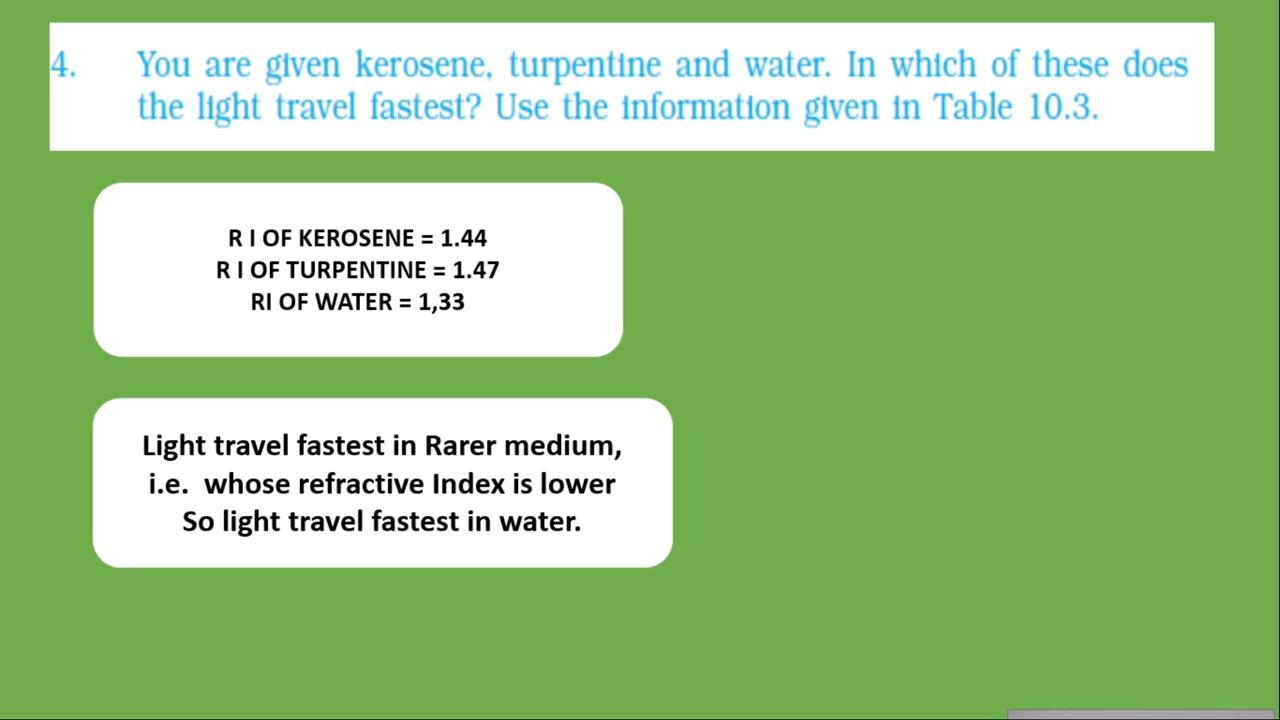 4. You are given kerosene, turpentine and water. In which of these does
the light travel fastest? Use the information given in Table 10.3.
R I OF KEROSENE = 1.44
R I OF TURPENTINE = 1.47
RI OF WATER = 1,33
Light travel fastest in Rarer medium,
i.e. whose refractive Index is lower
So light travel fastest in water.